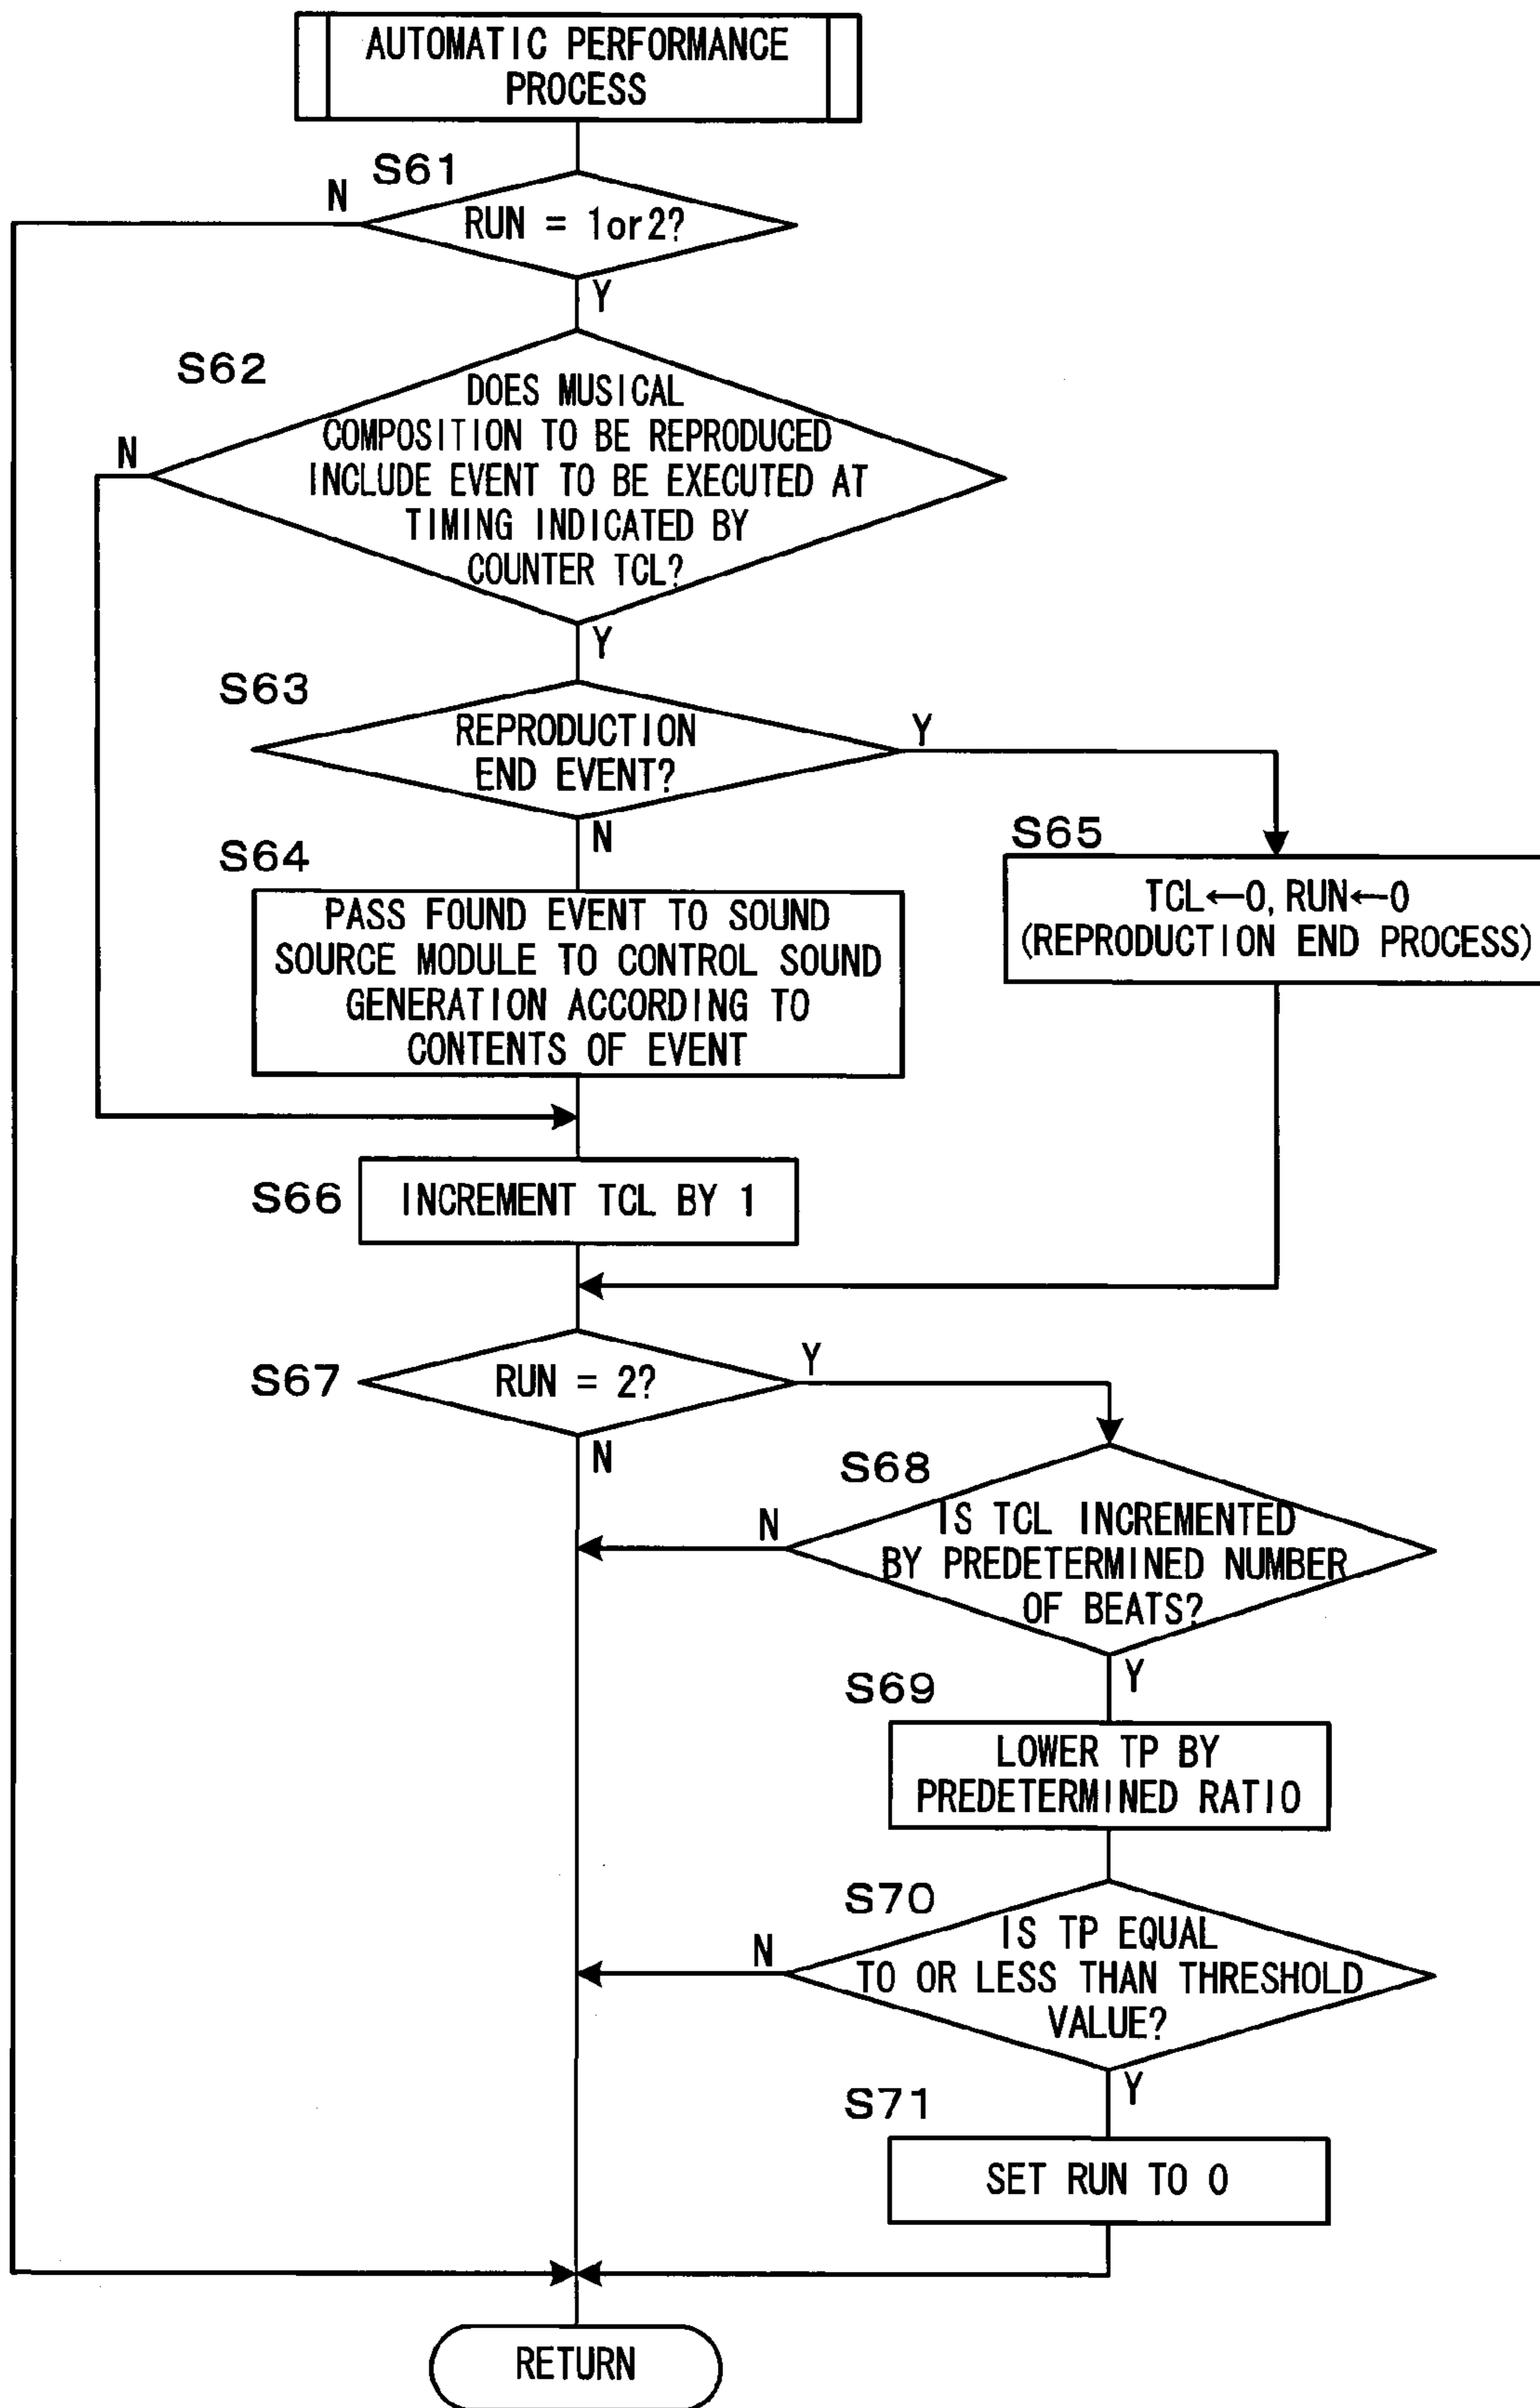 AUTOMATIC PERFORMANCE
PROCESS
S61
N
RUN = 1or2?
Y
S62
N
DOES MUSICAL
COMPOSITION TO BE REPRODUCED
INCLUDE EVENT TO BE EXECUTED AT
TIMING INDICATED BY
COUNTER TCL?
Y
S63
REPRODUCTION
END EVENT?
Y
N
S64
PASS FOUND EVENT TO SOUND
SOURCE MODULE TO CONTROL SOUND
GENERATION ACCORDING TO
CONTENTS OF EVENT
S65
TCL←0, RUN←0
(REPRODUCTION END PROCESS)
S66
INCREMENT TCL BY 1
S67
RUN = 2?
Y
N
S68
N
IS TCL INCREMENTED
BY PREDETERMINED NUMBER
OF BEATS?
Y
S69
LOWER TP BY
PREDETERMINED RATIO
S70
N
IS TP EQUAL
TO OR LESS THAN THRESHOLD
VALUE?
Y
S71
SET RUN TO 0
RETURN